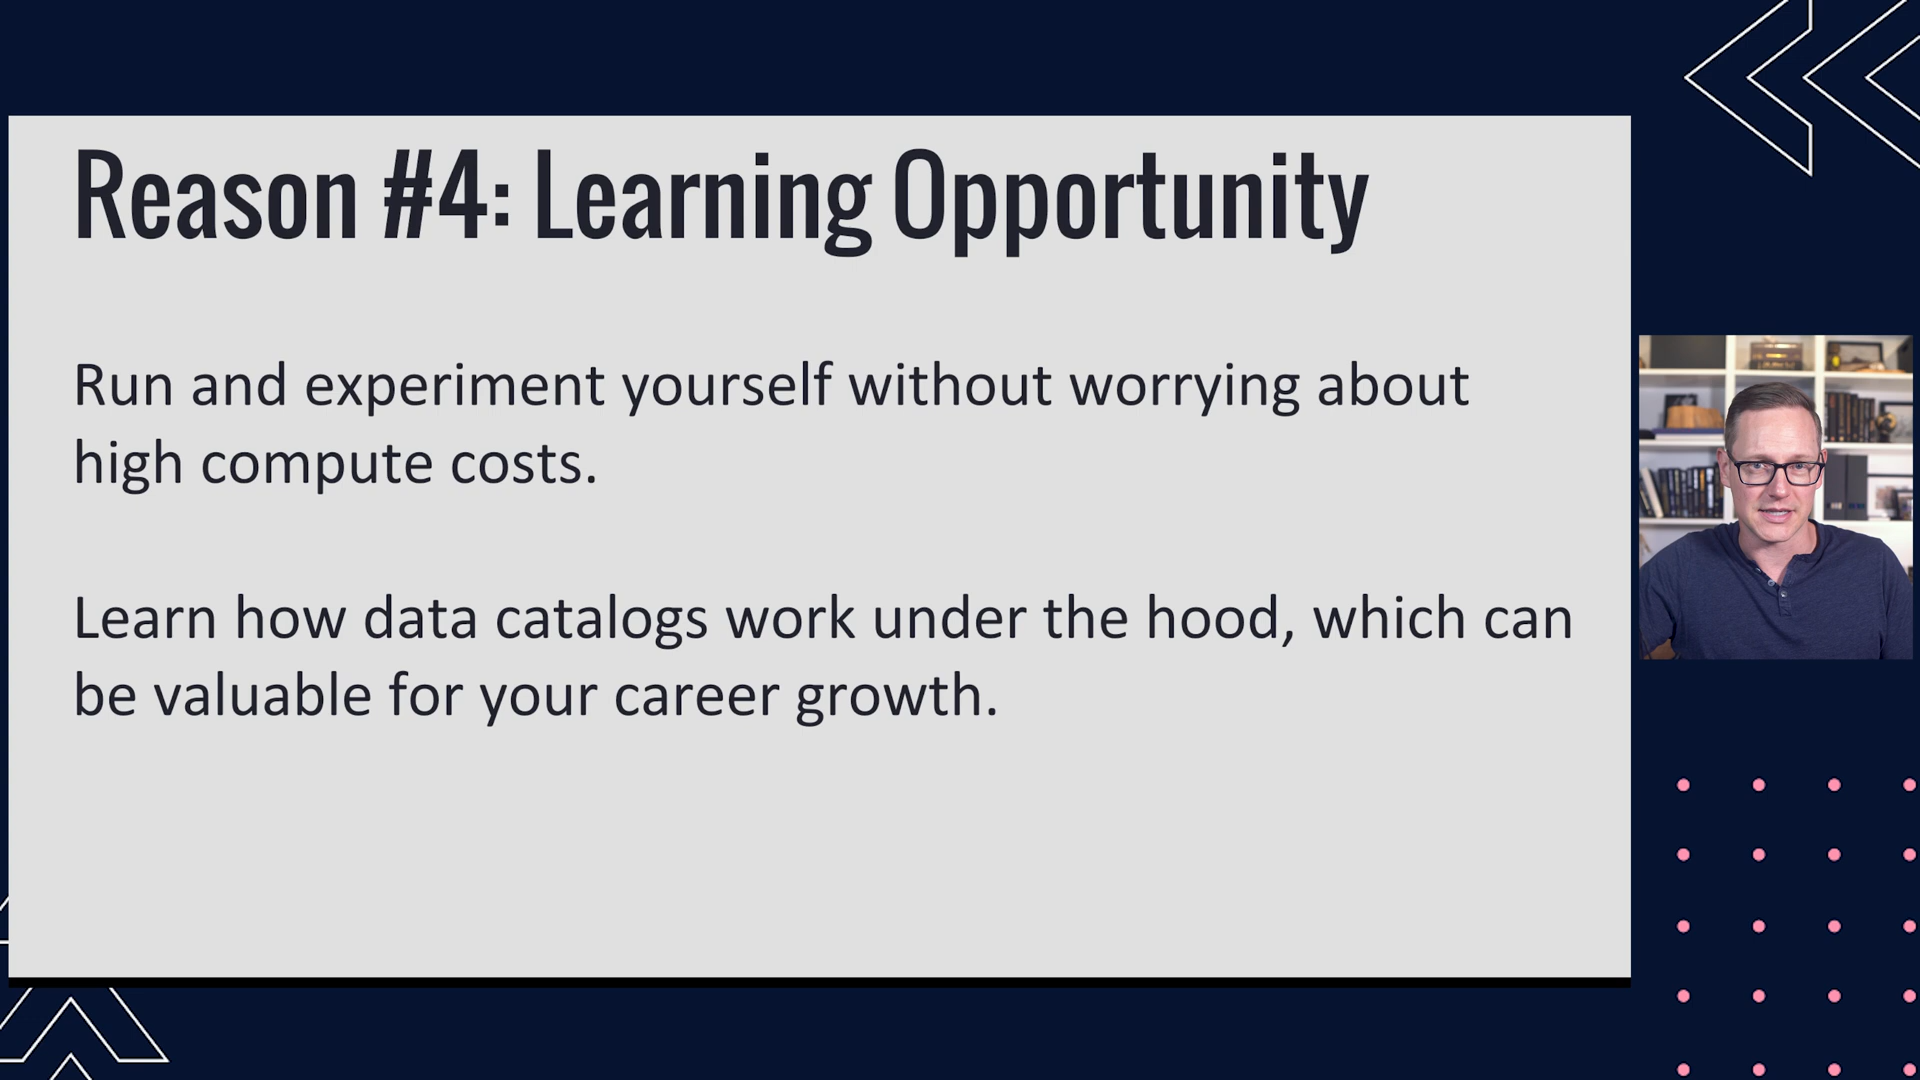 Reason #4: Learning Opportunity
Run and experiment yourself without worrying about
high compute costs.
Learn how data catalogs work under the hood, which can
be valuable for your career growth.